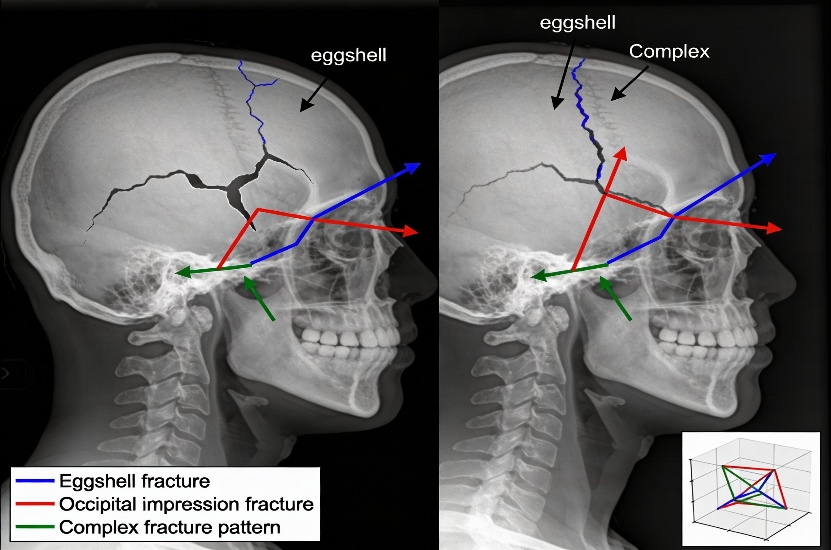 eggshell
eggshell
Complex
Eggshell fracture
Occipital impression fracture
Complex fracture pattern